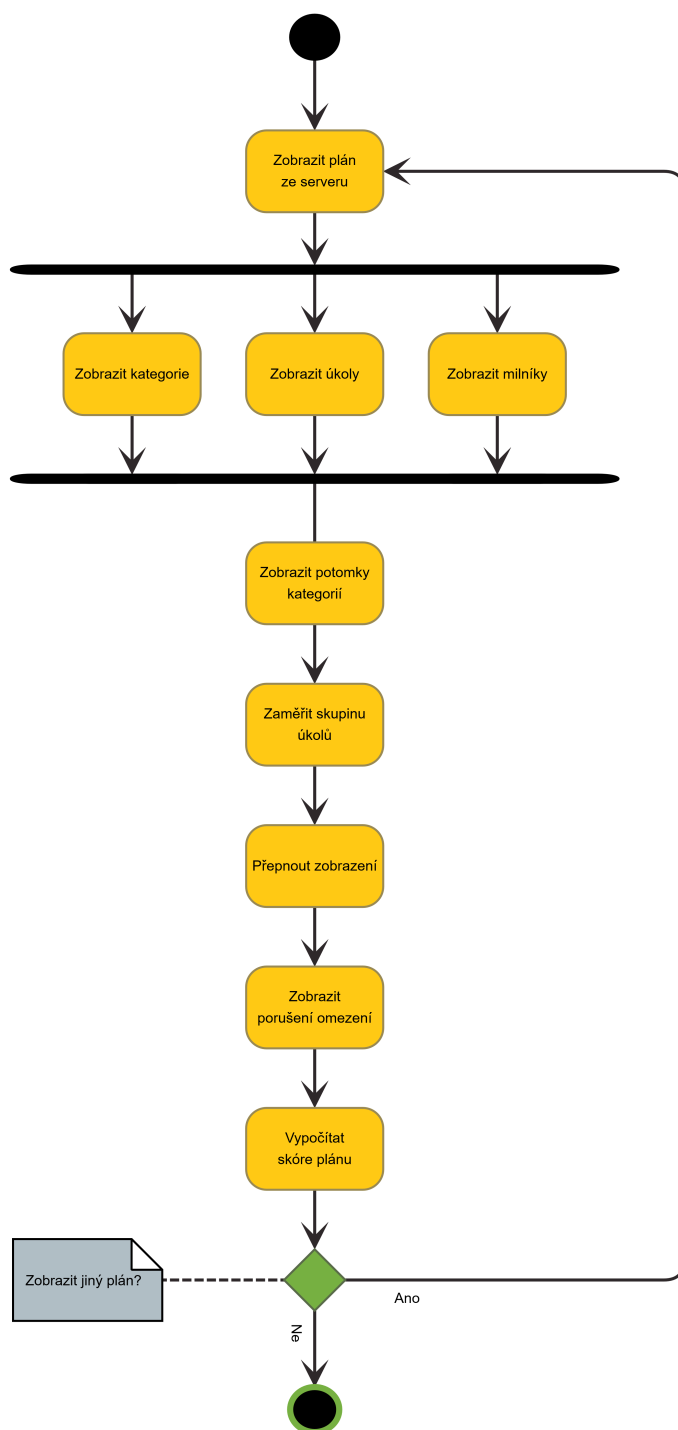 Zobrazit plán
ze serveru
Zobrazit kategorie
Zobrazit úkoly
Zobrazit milníky
Zobrazit potomky
kategorií
Zaměřit skupinu
úkolů
Přepnout zobrazení
Zobrazit
porušení omezení
Vypočítat
skóre plánu
Zobrazit jiný plán?
Ano
Ne